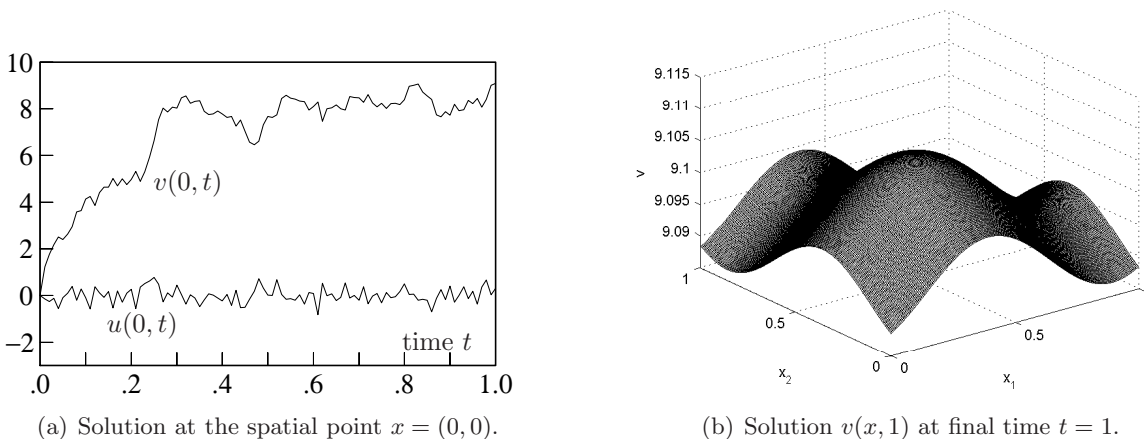 10
8
6
4
2
0
−2
v(0, t)
u(0, t)
time t
.0 .2 .4 .6 .8 1.0
(a) Solution at the spatial point x = (0, 0).
9.115
9.11
9.105
9.1
9.095
9.09
v
1
0.5
0
x2
0
0.5
x1
(b) Solution v(x, 1) at final time t = 1.